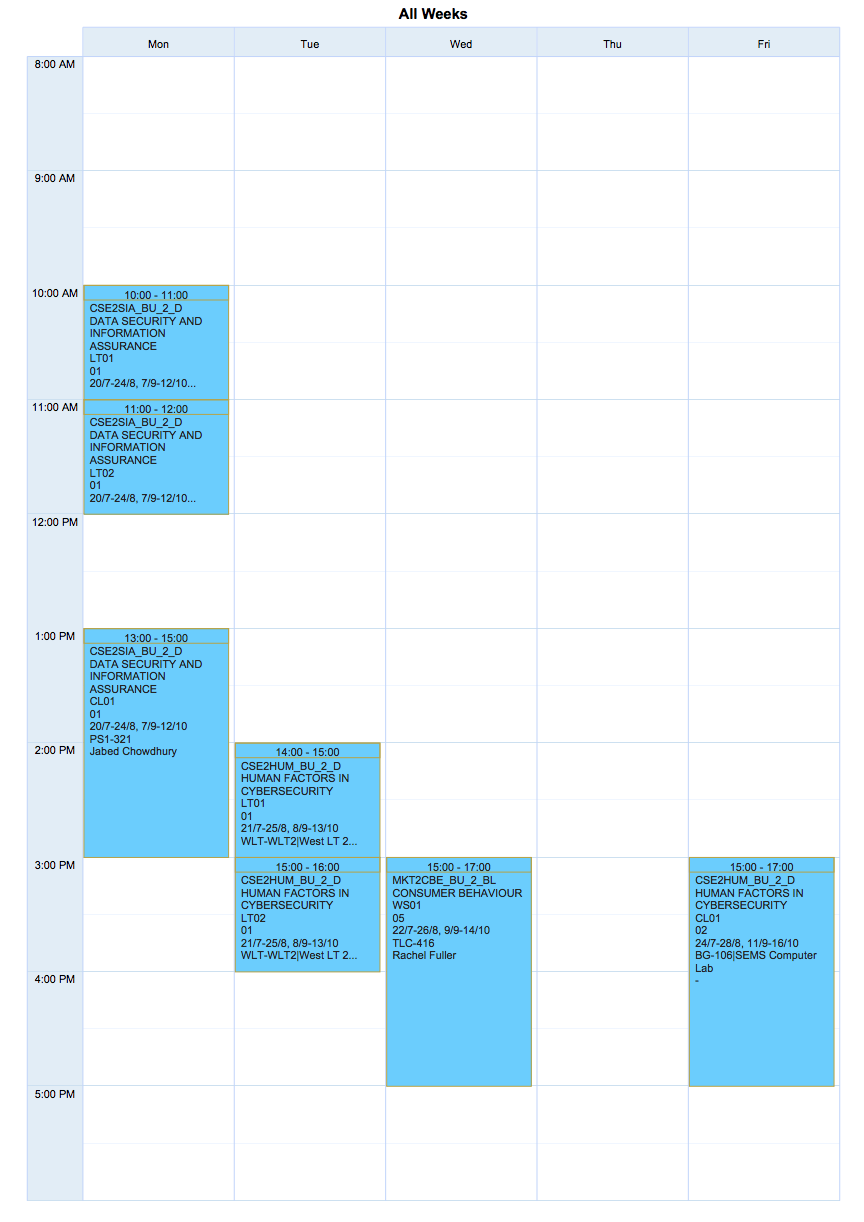 All Weeks
Mon
Tue
Wed
Thu
Fri
8:00 AM
9:00 AM
10:00 AM
10:00 - 11:00
CSE2SIA_BU_2_D
DATA SECURITY AND
INFORMATION
ASSURANCE
LT01
01
20/7-24/8, 7/9-12/10...
11:00 AM
11:00 - 12:00
CSE2SIA_BU_2_D
DATA SECURITY AND
INFORMATION
ASSURANCE
LT02
01
20/7-24/8, 7/9-12/10...
12:00 PM
1:00 PM
13:00 - 15:00
CSE2SIA_BU_2_D
DATA SECURITY AND
INFORMATION
ASSURANCE
CL01
01
20/7-24/8, 7/9-12/10
PS1-321
Jabed Chowdhury
2:00 PM
14:00 - 15:00
CSE2HUM_BU_2_D
HUMAN FACTORS IN
CYBERSECURITY
LT01
01
21/7-25/8, 8/9-13/10
WLT-WLT2|West LT 2...
3:00 PM
15:00 - 16:00
CSE2HUM_BU_2_D
HUMAN FACTORS IN
CYBERSECURITY
LT02
01
21/7-25/8, 8/9-13/10
WLT-WLT2|West LT 2...
15:00 - 17:00
MKT2CBE_BU_2_BL
CONSUMER BEHAVIOUR
WS01
05
22/7-26/8, 9/9-14/10
TLC-416
Rachel Fuller
15:00 - 17:00
CSE2HUM_BU_2_D
HUMAN FACTORS IN
CYBERSECURITY
CL01
02
24/7-28/8, 11/9-16/10
BG-106|SEMS Computer
Lab
-
4:00 PM
5:00 PM